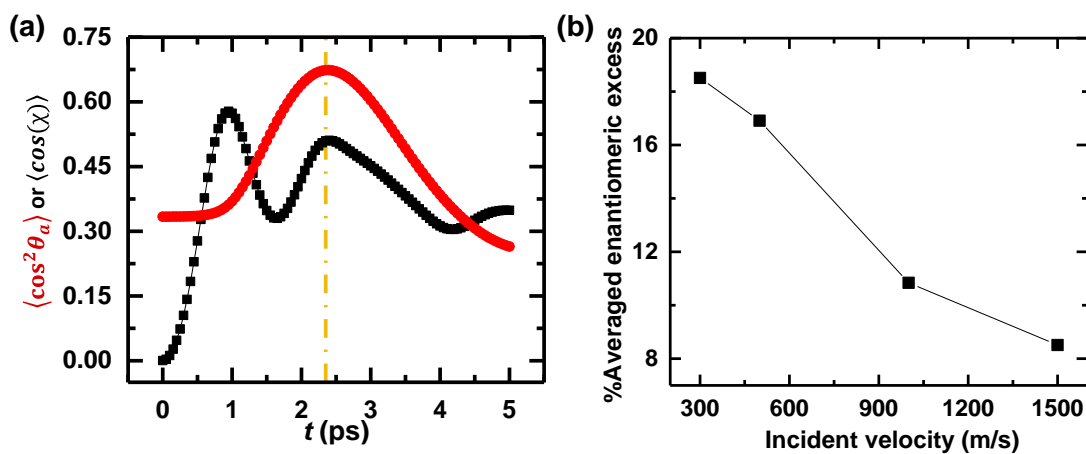 (a)
⟨cos²θₐ⟩ or ⟨cos(χ)⟩
0.75
0.60
0.45
0.30
0.15
0.00
0 1 2 3 4 5
t (ps)
(b)
%Averaged enantiomeric excess
20
18
16
12
8
300 600 900 1200 1500
Incident velocity (m/s)